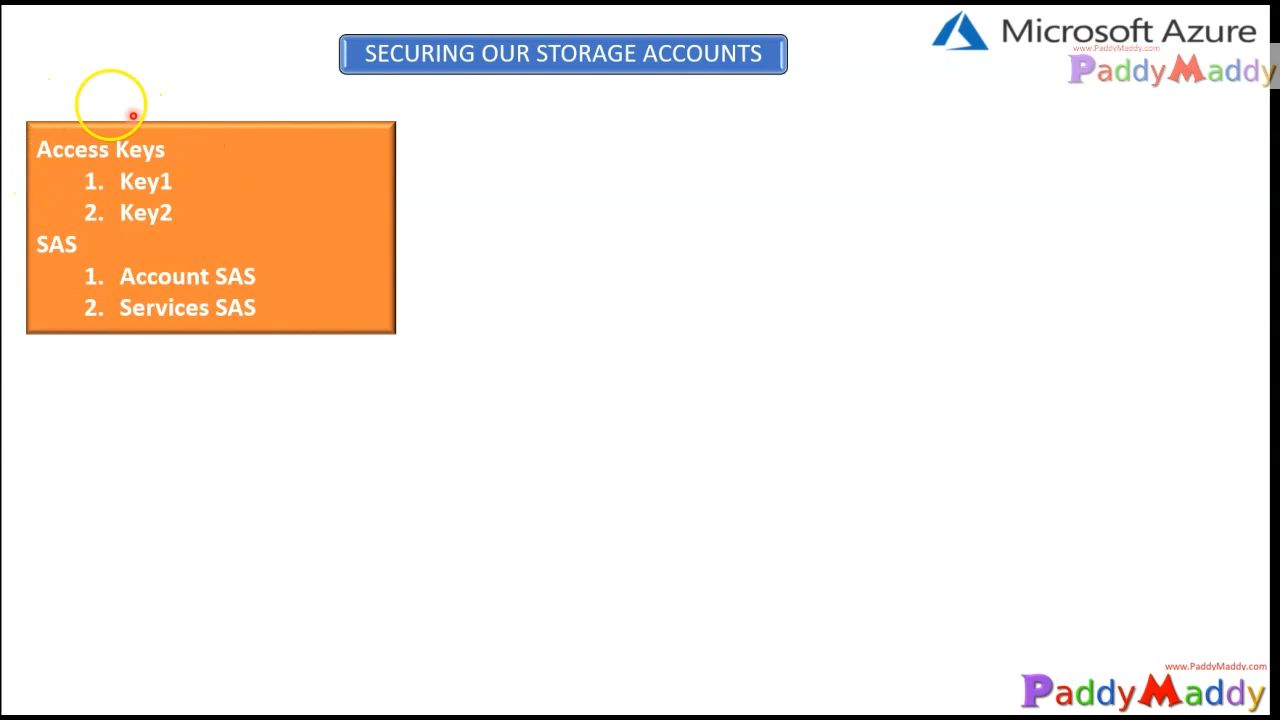 SECURING OUR STORAGE ACCOUNTS
Microsoft Azure
www.PaddyMaddy.com
PaddyMaddy
Access Keys
1. Key1
2. Key2
SAS
1. Account SAS
2. Services SAS
www.PaddyMaddy.com
PaddyMaddy